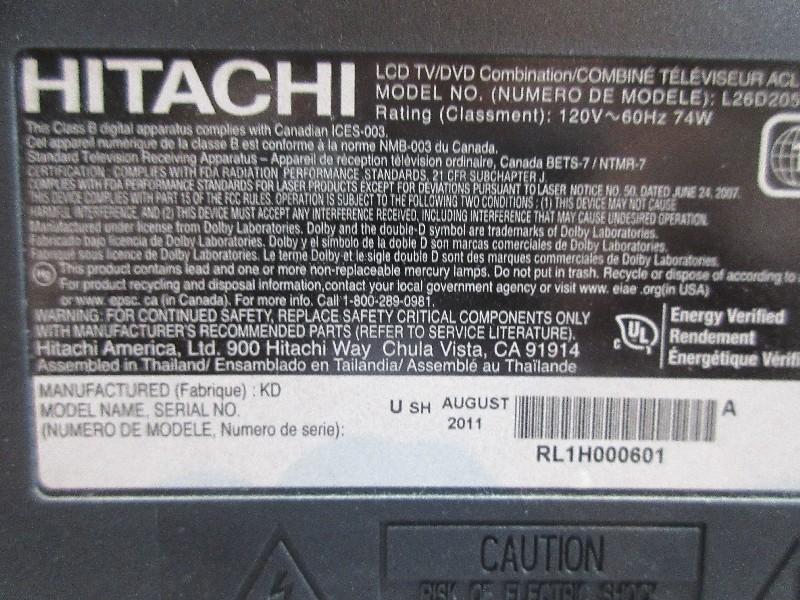 HITACHI
LCD TV/DVD Combination/COMBINÉ TÉLÉVISEUR ACL
MODEL NO. (NUMERO DE MODELE): L26D205
Rating (Classment): 120V~60Hz 74W
This Class B digital apparatus complies with Canadian ICES-003.
Cet appareil numérique de la classe B est conforme à la norme NMB-003 du Canada.
Standard Television Receiving Apparatus - Appareil de réception télévision ordinaire, Canada BETS-7 / NTMR-7
CERTIFICATION: COMPLIES WITH FDA RADIATION PERFORMANCE STANDARDS, 21 CFR SUBCHAPTER J.
COMPLIES WITH FDA PERFORMANCE STANDARDS FOR LASER PRODUCTS EXCEPT FOR DEVIATIONS PURSUANT TO LASER NOTICE NO. 50, DATED JUNE 24, 2007.
THIS DEVICE COMPLIES WITH PART 15 OF THE FCC RULES. OPERATION IS SUBJECT TO THE FOLLOWING TWO CONDITIONS: (1) THIS DEVICE MAY NOT CAUSE
HARMFUL INTERFERENCE, AND (2) THIS DEVICE MUST ACCEPT ANY INTERFERENCE RECEIVED, INCLUDING INTERFERENCE THAT MAY CAUSE UNDESIRED OPERATION.
Manufactured under license from Dolby Laboratories. Dolby and the double-D symbol are trademarks of Dolby Laboratories.
Fabricado bajo licencia de Dolby Laboratories. Dolby y el símbolo de la doble D son marcas comerciales de Dolby Laboratories.
Fabriqué sous licence de Dolby Laboratories. Le terme Dolby et le sigle double D sont des marques commerciales de Dolby Laboratories.
This product contains lead and one or more non-replaceable mercury lamps. Do not put in trash. Recycle or dispose of according to
For product recycling and disposal information,contact your local government agency or visit www. eiae .org(in USA)
or www. epsc. ca (in Canada). For more info. Call 1-800-289-0981.
WARNING: FOR CONTINUED SAFETY, REPLACE SAFETY CRITICAL COMPONENTS ONLY
WITH MANUFACTURER'S RECOMMENDED PARTS (REFER TO SERVICE LITERATURE).
Hitachi America, Ltd. 900 Hitachi Way Chula Vista, CA 91914
Assembled in Thailand/ Ensamblado en Tailandia/ Assemblé au Thaïlande
c UL
Energy Verified
Rendement
Énergétique Vérifi
MANUFACTURED (Fabrique) : KD
MODEL NAME, SERIAL NO.
(NUMERO DE MODELE, Numero de serie):
U SH AUGUST
2011
A
RL1H000601
CAUTION
RISK OF ELECTRIC SHOCK